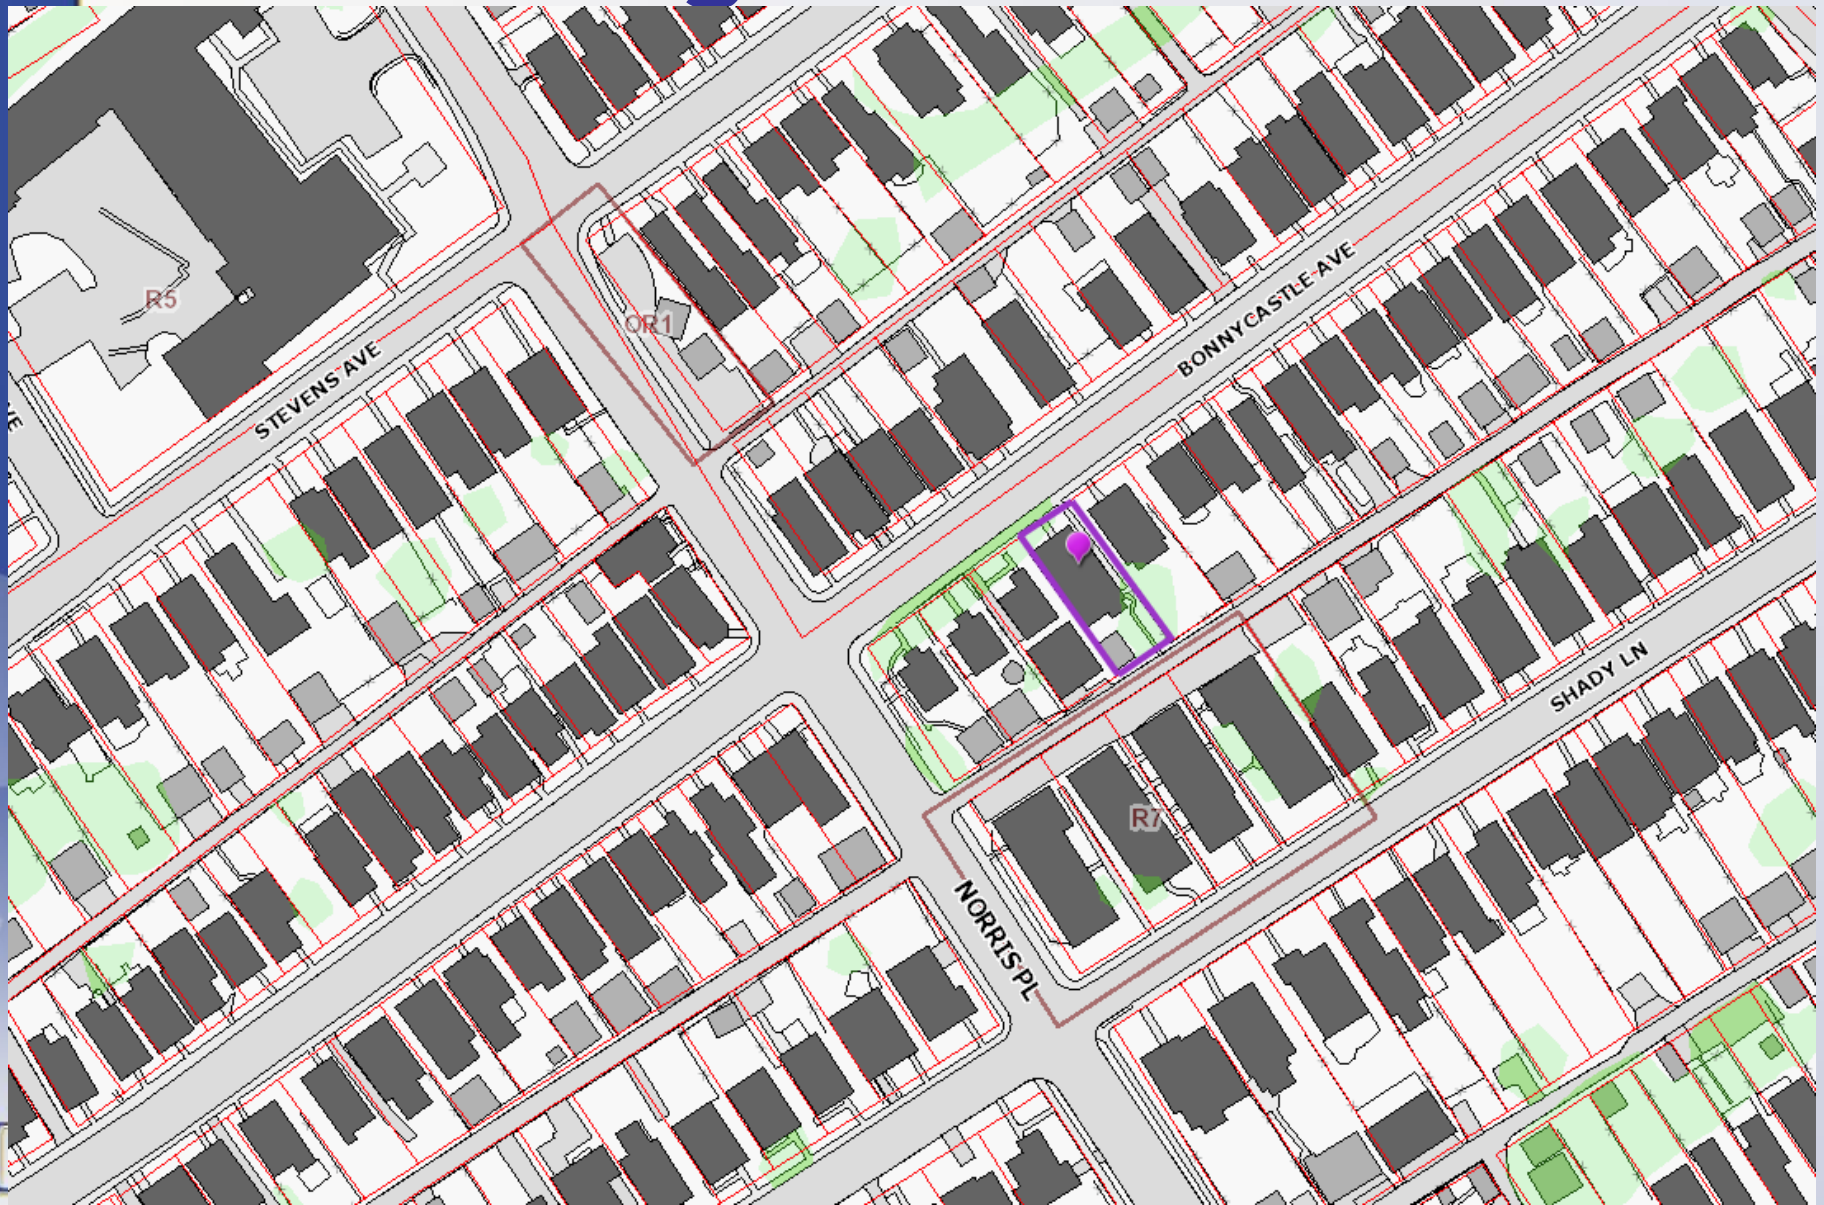 BONNYCASTLE AVE
R5
OR1
STEVENS AVE
SHADY LN
R7
NORRIS PL